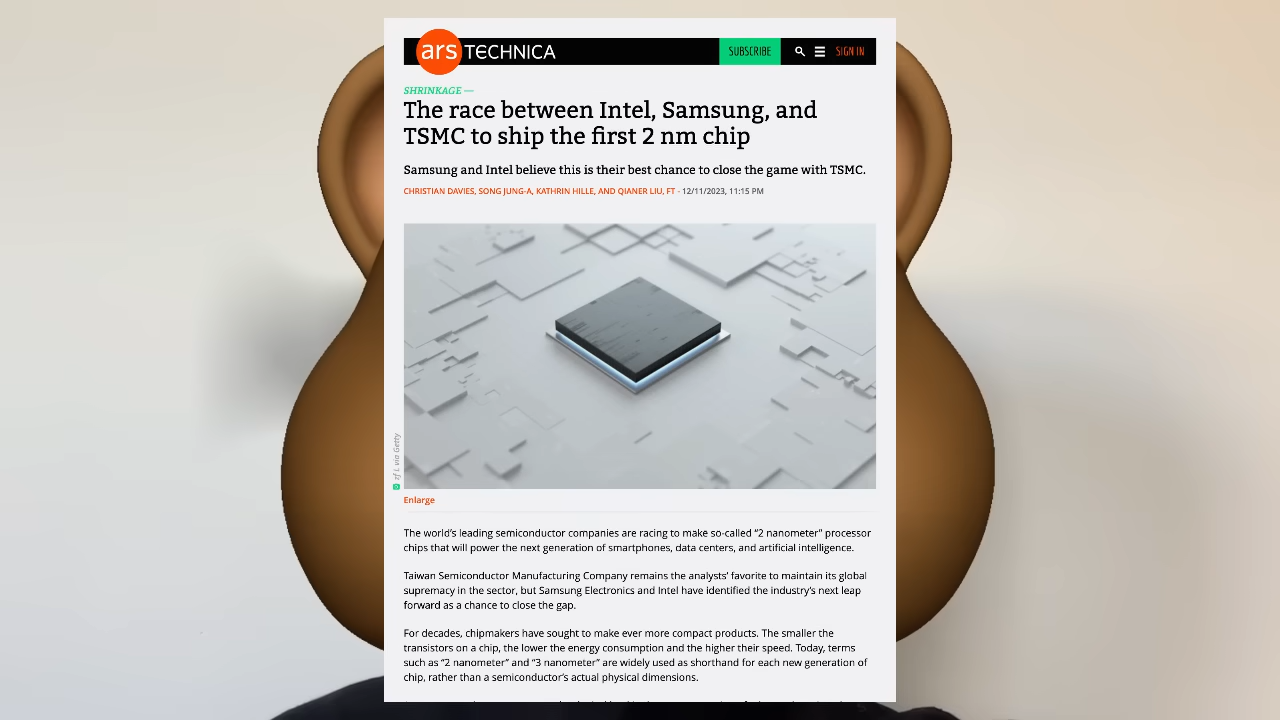 ars TECHNICA
SUBSCRIBE
SIGN IN
SHRINKAGE —
The race between Intel, Samsung, and
TSMC to ship the first 2 nm chip
Samsung and Intel believe this is their best chance to close the game with TSMC.
CHRISTIAN DAVIES, SONG JUNG-A, KATHRIN HILLE, AND QIANER LIU, FT - 12/11/2023, 11:15 PM
zf L via Getty
Enlarge
The world’s leading semiconductor companies are racing to make so-called “2 nanometer” processor
chips that will power the next generation of smartphones, data centers, and artificial intelligence.
Taiwan Semiconductor Manufacturing Company remains the analysts’ favorite to maintain its global
supremacy in the sector, but Samsung Electronics and Intel have identified the industry’s next leap
forward as a chance to close the gap.
For decades, chipmakers have sought to make ever more compact products. The smaller the
transistors on a chip, the lower the energy consumption and the higher their speed. Today, terms
such as “2 nanometer” and “3 nanometer” are widely used as shorthand for each new generation of
chip, rather than a semiconductor’s actual physical dimensions.